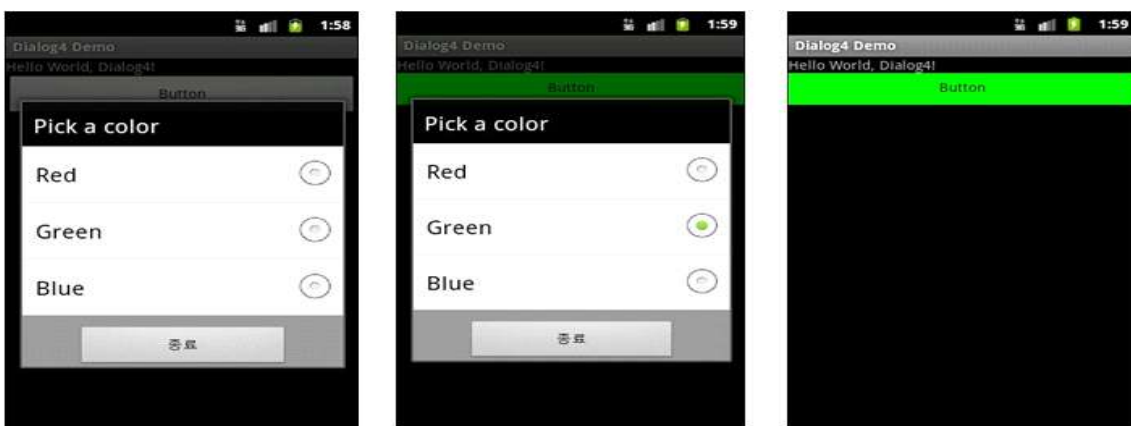 1:58
Dialog4 Demo
Hello World, Dialog4!
Button
Pick a color
Red
Green
Blue
종료
1:59
Dialog4 Demo
Hello World, Dialog4!
Button
Pick a color
Red
Green
Blue
종료
1:59
Dialog4 Demo
Hello World, Dialog4!
Button